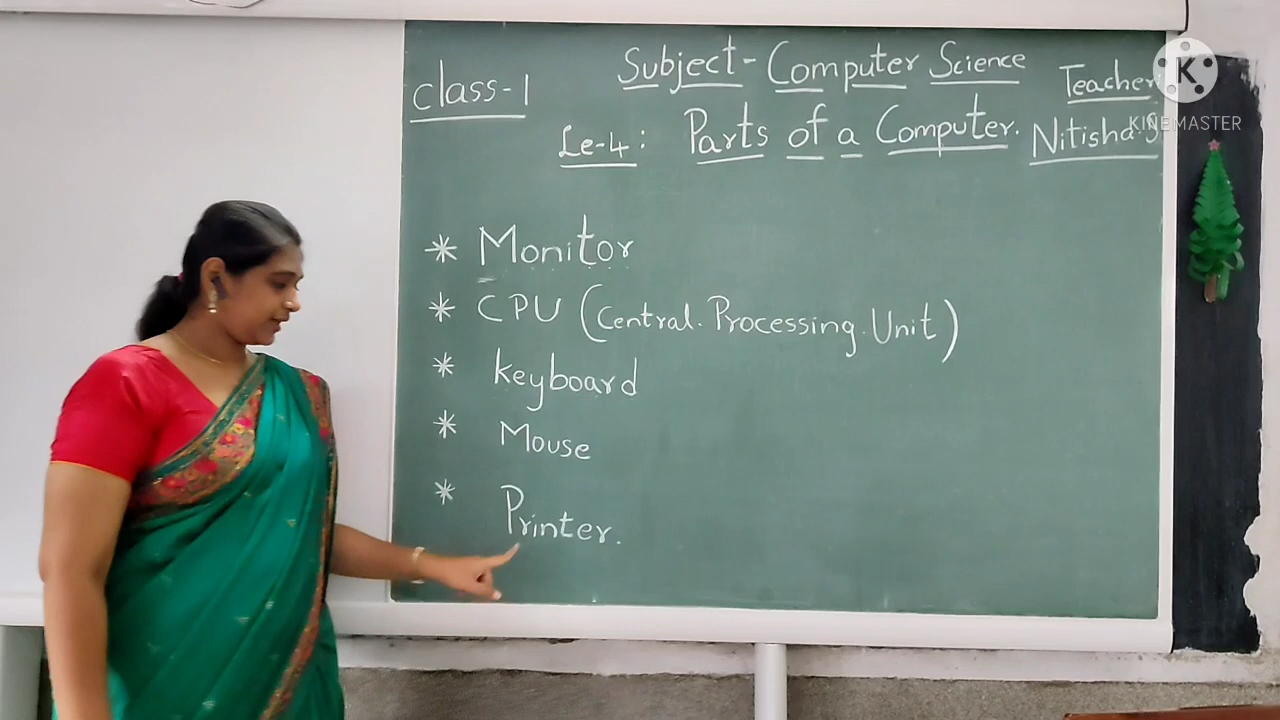 class-1
Subject - Computer Science
Teacher:
Le-4: Parts of a Computer.
Nitisha.S
* Monitor
* CPU (Central. Processing. Unit)
* keyboard
* Mouse
* Printer.
K
KINEMASTER